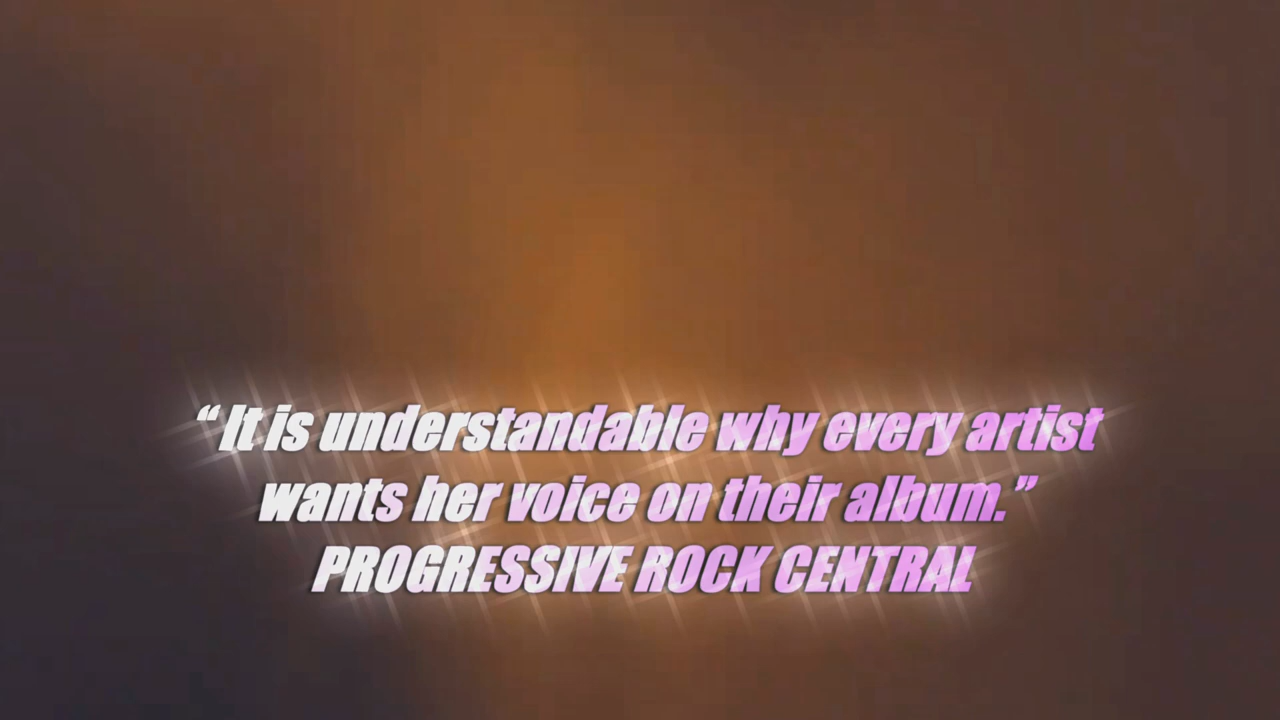 “ It is understandable why every artist
wants her voice on their album.”
PROGRESSIVE ROCK CENTRAL